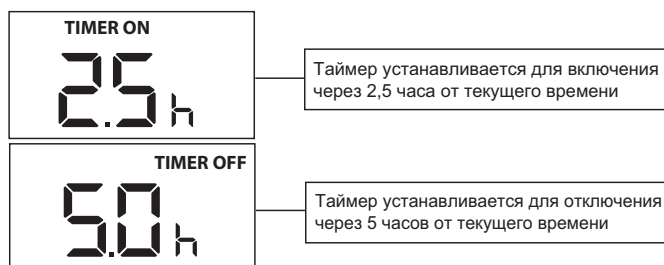 TIMER ON
2.5 h
Таймер устанавливается для включения
через 2,5 часа от текущего времени
TIMER OFF
5.0 h
Таймер устанавливается для отключения
через 5 часов от текущего времени